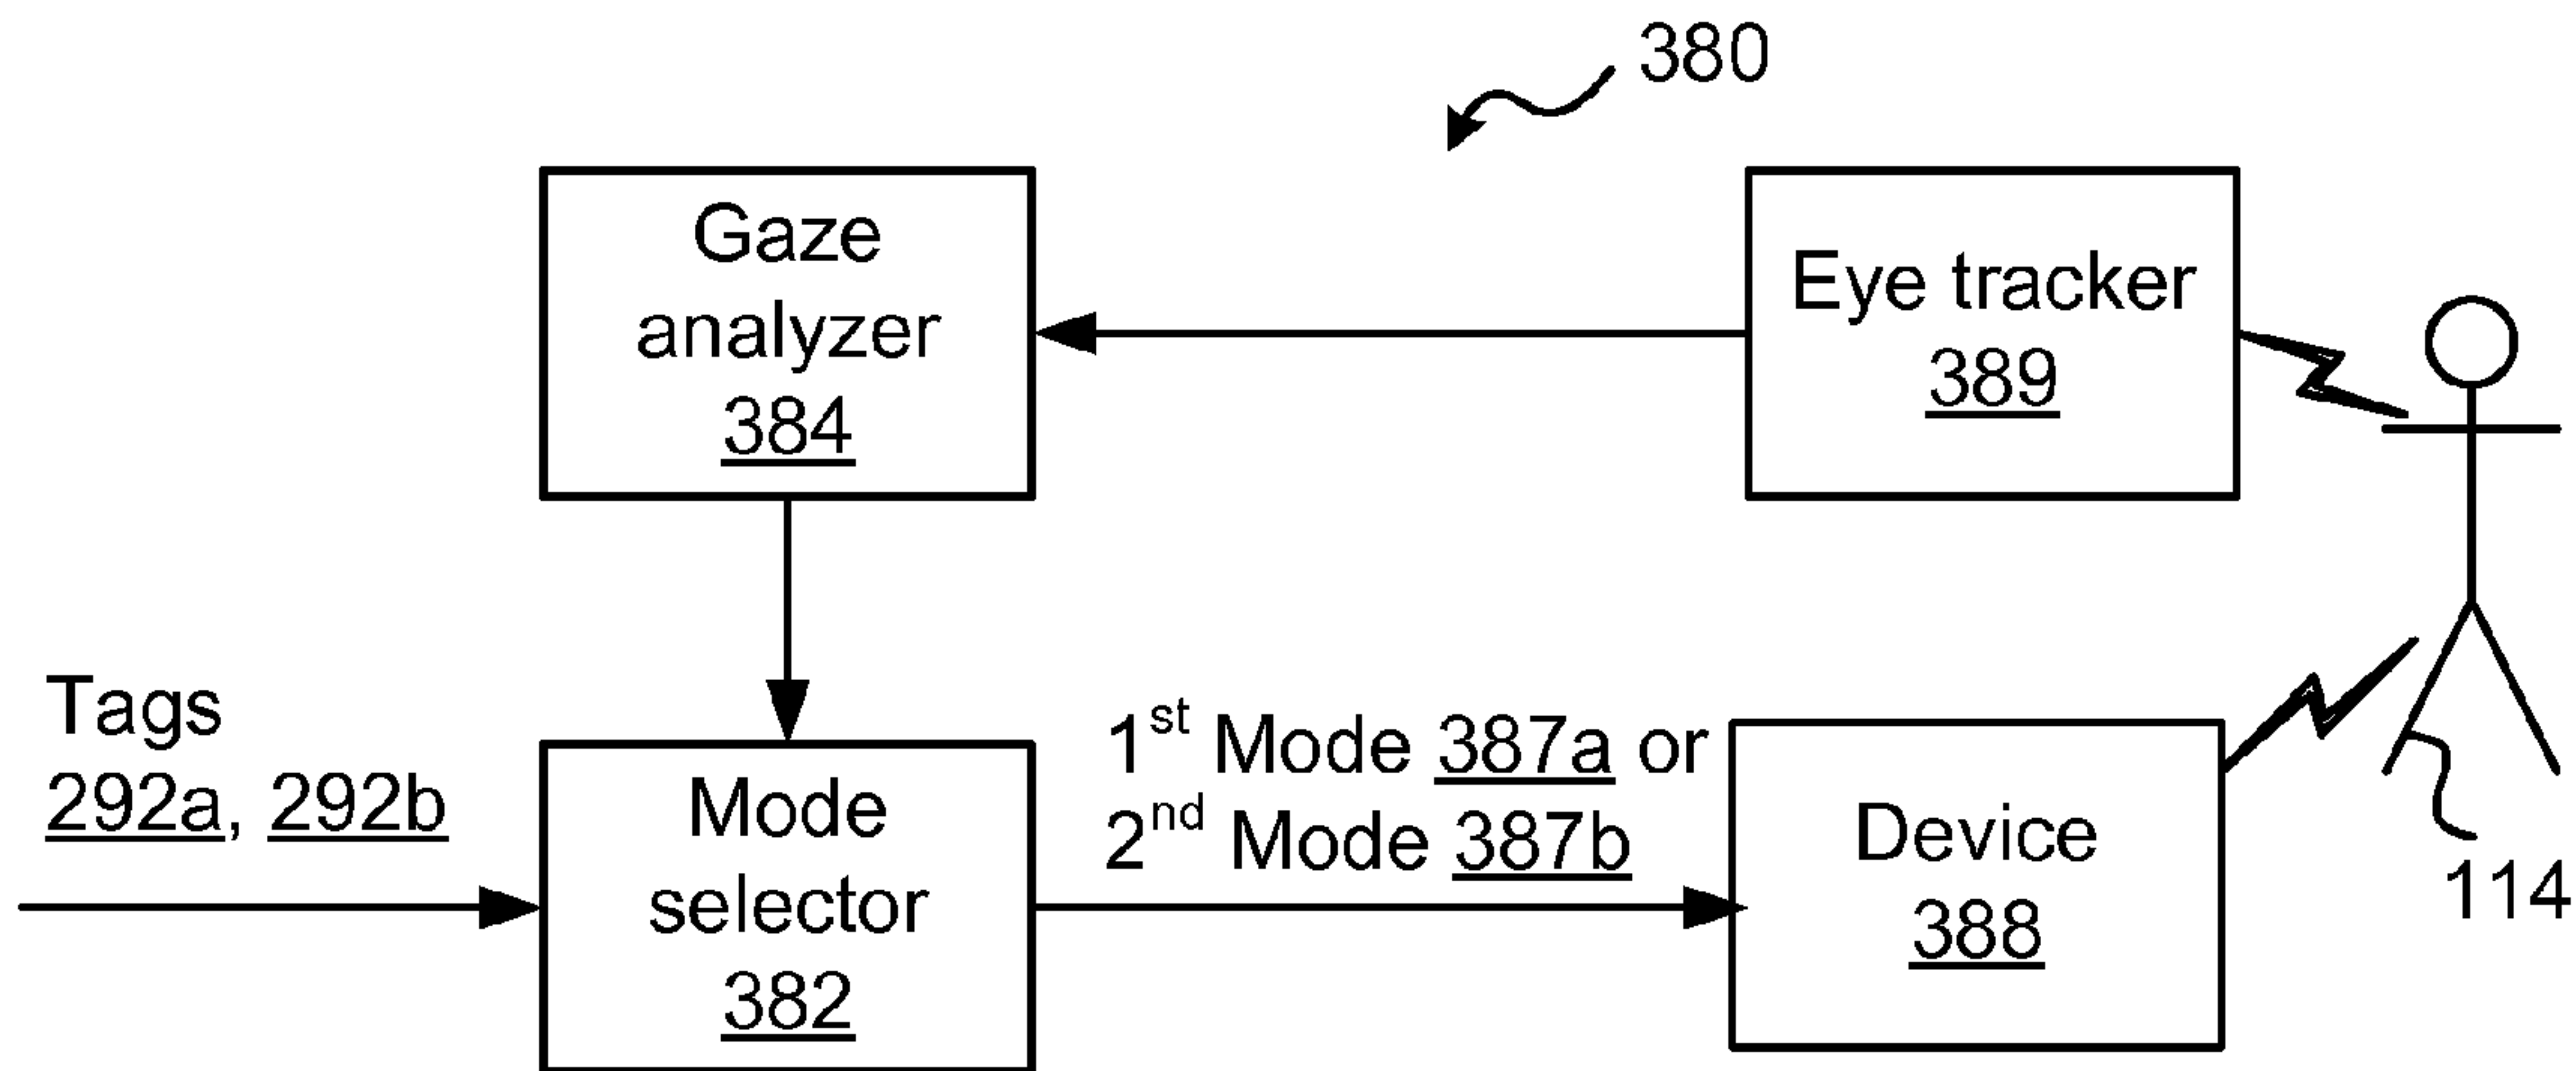 380
Gaze
analyzer
384
Eye tracker
389
Tags
292a, 292b
Mode
selector
382
1st Mode 387a or
2nd Mode 387b
Device
388
114